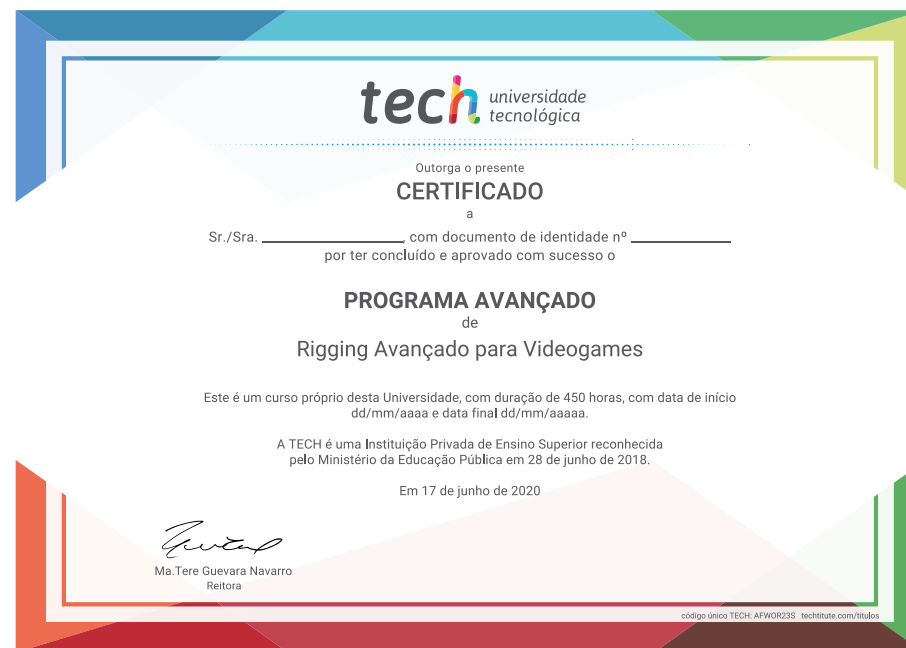 tech universidade
tecnológica
Outorga o presente
CERTIFICADO
a
Sr./Sra. ____________________, com documento de identidade nº ______________
por ter concluído e aprovado com sucesso o
PROGRAMA AVANÇADO
de
Rigging Avançado para Videogames
Este é um curso próprio desta Universidade, com duração de 450 horas, com data de início
dd/mm/aaaa e data final dd/mm/aaaaa.
A TECH é uma Instituição Privada de Ensino Superior reconhecida
pelo Ministério da Educação Pública em 28 de junho de 2018.
Em 17 de junho de 2020
Ma.Tere Guevara Navarro
Reitora
código único TECH: AFWOR23S techtitute.com/titulos